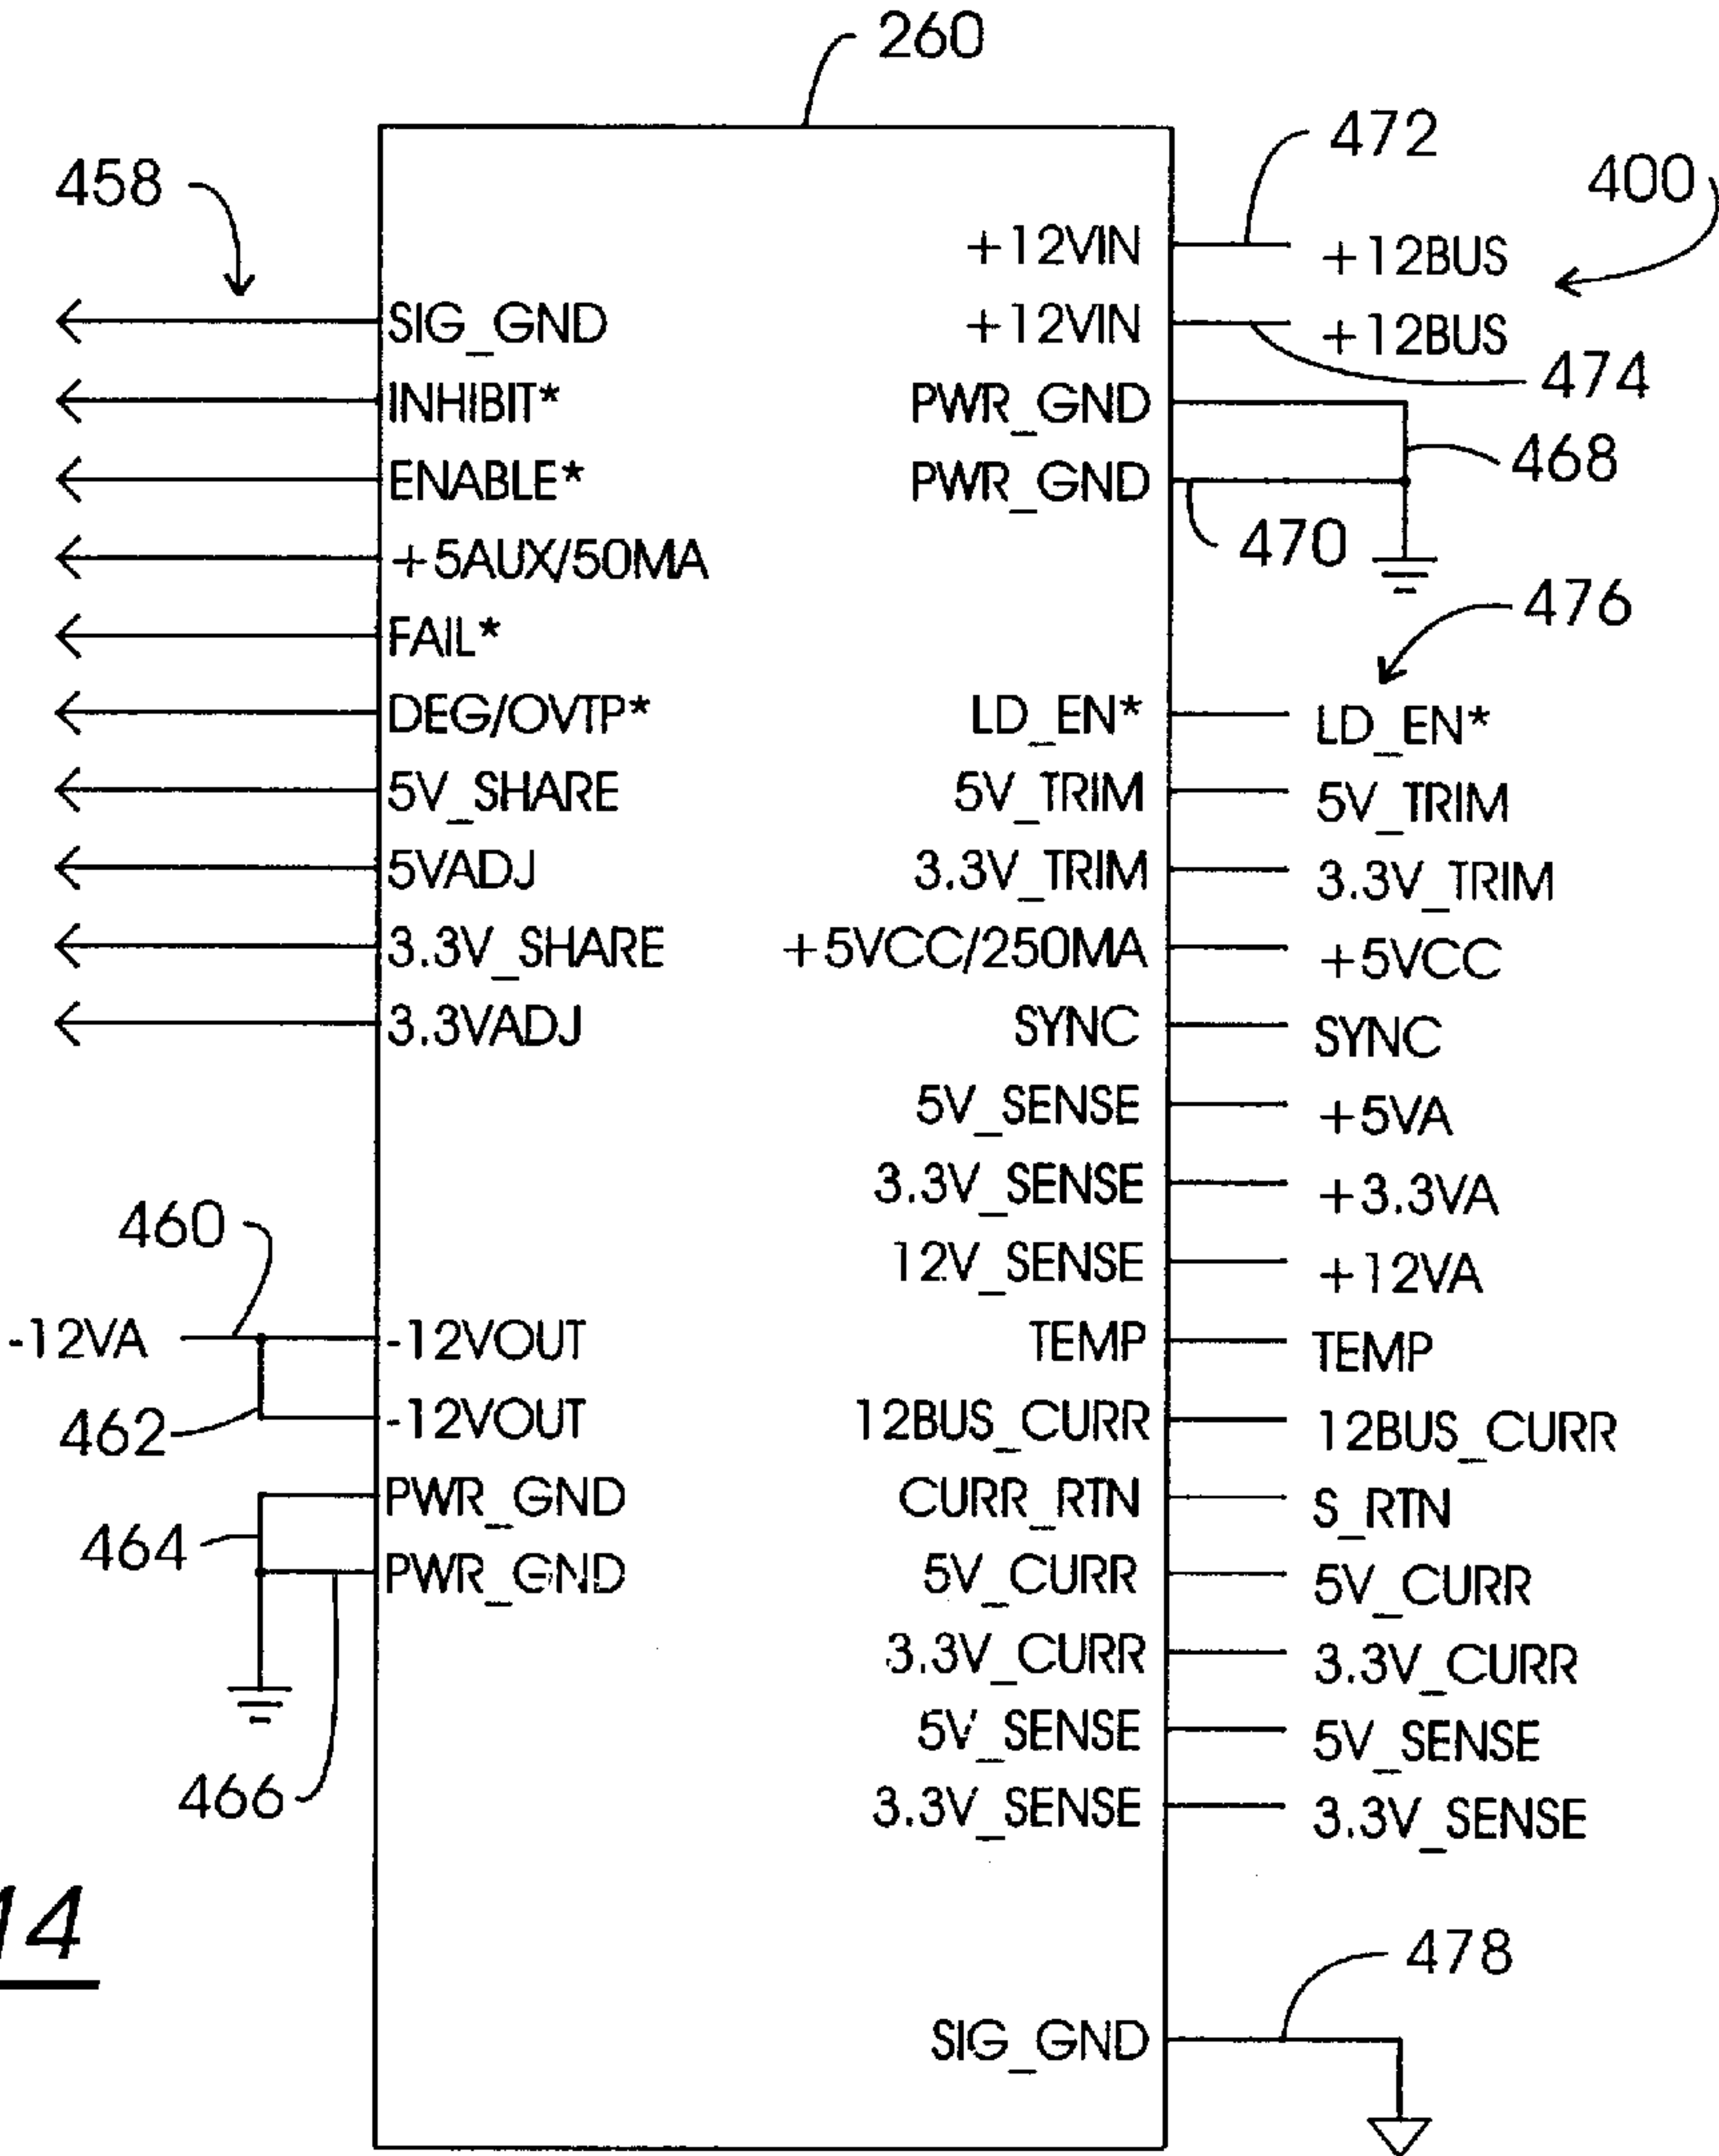 260
458
472
400
+12VIN +12BUS
SIG_GND +12VIN +12BUS
474
INHIBIT* PWR_GND
468
ENABLE* PWR_GND
470
+5AUX/50MA
476
FAIL*
DEG/OVTP* LD_EN* LD_EN*
5V_SHARE 5V_TRIM 5V_TRIM
5VADJ 3.3V_TRIM 3.3V_TRIM
3.3V_SHARE +5VCC/250MA +5VCC
3.3VADJ SYNC SYNC
5V_SENSE +5VA
3.3V_SENSE +3.3VA
460
12V_SENSE +12VA
-12VA -12VOUT TEMP TEMP
462 -12VOUT 12BUS_CURR 12BUS_CURR
PWR_GND CURR_RTN S_RTN
464
PWR_GND 5V_CURR 5V_CURR
3.3V_CURR 3.3V_CURR
5V_SENSE 5V_SENSE
466
3.3V_SENSE 3.3V_SENSE
14
478
SIG_GND